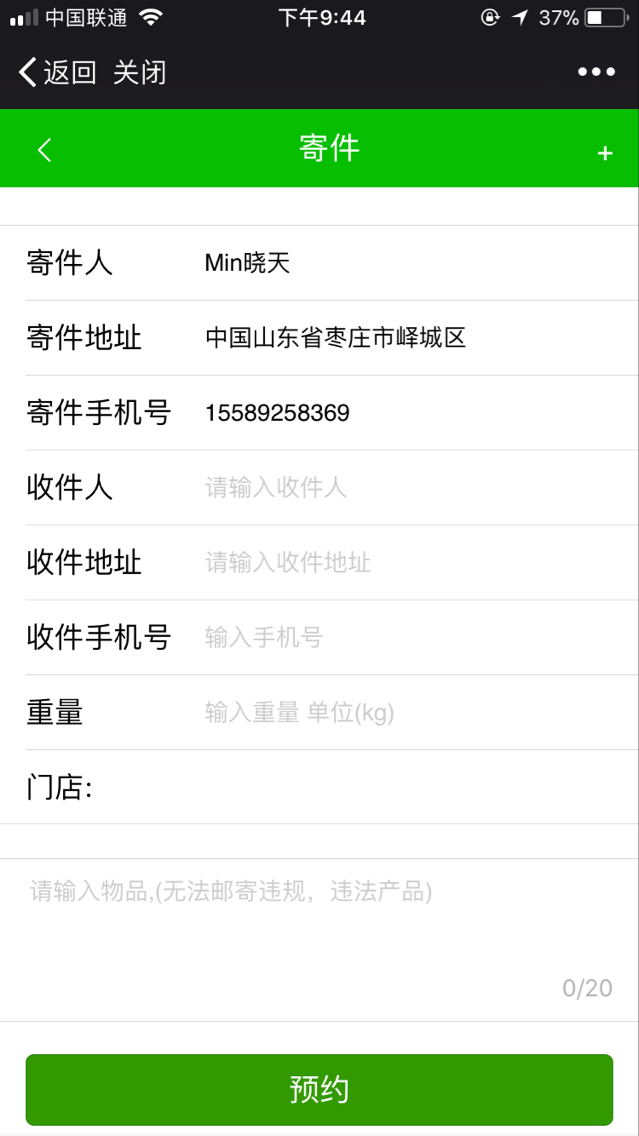 中国联通 下午9:44 37%
返回 关闭
寄件 +
寄件人 Min晓天
寄件地址 中国山东省枣庄市峄城区
寄件手机号 15589258369
收件人 请输入收件人
收件地址 请输入收件地址
收件手机号 输入手机号
重量 输入重量 单位(kg)
门店:
请输入物品,(无法邮寄违规，违法产品)
0/20
预约